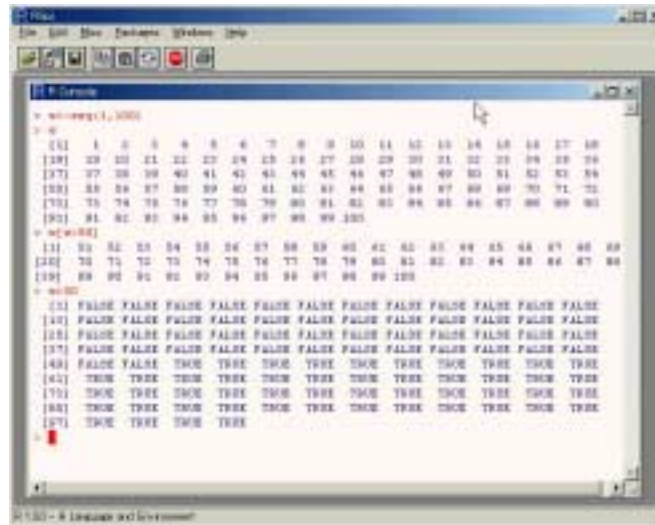 File Edit Misc Packages Windows Help
R Console
> m<-seq(1,100)
> m
[1] 1 2 3 4 5 6 7 8 9 10 11 12 13 14 15 16 17 18
[19] 19 20 21 22 23 24 25 26 27 28 29 30 31 32 33 34 35 36
[37] 37 38 39 40 41 42 43 44 45 46 47 48 49 50 51 52 53 54
[55] 55 56 57 58 59 60 61 62 63 64 65 66 67 68 69 70 71 72
[73] 73 74 75 76 77 78 79 80 81 82 83 84 85 86 87 88 89 90
[91] 91 92 93 94 95 96 97 98 99 100
> m[m>50]
[1] 51 52 53 54 55 56 57 58 59 60 61 62 63 64 65 66 67 68 69
[20] 70 71 72 73 74 75 76 77 78 79 80 81 82 83 84 85 86 87 88
[39] 89 90 91 92 93 94 95 96 97 98 99 100
> m>50
[1] FALSE FALSE FALSE FALSE FALSE FALSE FALSE FALSE FALSE FALSE FALSE FALSE
[13] FALSE FALSE FALSE FALSE FALSE FALSE FALSE FALSE FALSE FALSE FALSE FALSE
[25] FALSE FALSE FALSE FALSE FALSE FALSE FALSE FALSE FALSE FALSE FALSE FALSE
[37] FALSE FALSE FALSE FALSE FALSE FALSE FALSE FALSE FALSE FALSE FALSE FALSE
[49] FALSE FALSE TRUE TRUE TRUE TRUE TRUE TRUE TRUE TRUE TRUE TRUE
[61] TRUE TRUE TRUE TRUE TRUE TRUE TRUE TRUE TRUE TRUE TRUE TRUE
[73] TRUE TRUE TRUE TRUE TRUE TRUE TRUE TRUE TRUE TRUE TRUE TRUE
[85] TRUE TRUE TRUE TRUE TRUE TRUE TRUE TRUE TRUE TRUE TRUE TRUE
[97] TRUE TRUE TRUE TRUE
>
- A Language and Environment